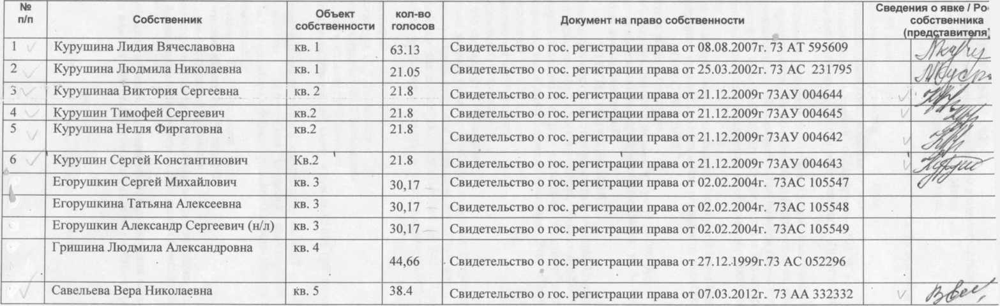 № п/п Собственник Объект собственности кол-во голосов Документ на право собственности Сведения о явке / Ро собственника (представителя)
1 Курушина Лидия Вячеславовна кв. 1 63.13 Свидетельство о гос. регистрации права от 08.08.2007г. 73 АТ 595609
2 Курушина Людмила Николаевна кв. 1 21.05 Свидетельство о гос. регистрации права от 25.03.2002г. 73 АС 231795
3 Курушинаа Виктория Сергеевна кв. 2 21.8 Свидетельство о гос. регистрации права от 21.12.2009г 73АУ 004644
4 Курушин Тимофей Сергеевич кв.2 21.8 Свидетельство о гос. регистрации права от 21.12.2009г 73АУ 004645
5 Курушина Нелля Фиргатовна кв.2 21.8 Свидетельство о гос. регистрации права от 21.12.2009г 73АУ 004642
6 Курушин Сергей Константинович Кв.2 21.8 Свидетельство о гос. регистрации права от 21.12.2009г 73АУ 004643
Егорушкин Сергей Михайлович кв. 3 30,17 Свидетельство о гос. регистрации права от 02.02.2004г. 73АС 105547
Егорушкина Татьяна Алексеевна кв. 3 30,17 Свидетельство о гос. регистрации права от 02.02.2004г. 73АС 105548
Егорушкин Александр Сергеевич (н/л) кв. 3 30,17 Свидетельство о гос. регистрации права от 02.02.2004г. 73АС 105549
Гришина Людмила Александровна кв. 4 44,66 Свидетельство о гос. регистрации права от 27.12.1999г.73 АС 052296
Савельева Вера Николаевна кв. 5 38.4 Свидетельство о гос. регистрации права от 07.03.2012г. 73 АА 332332